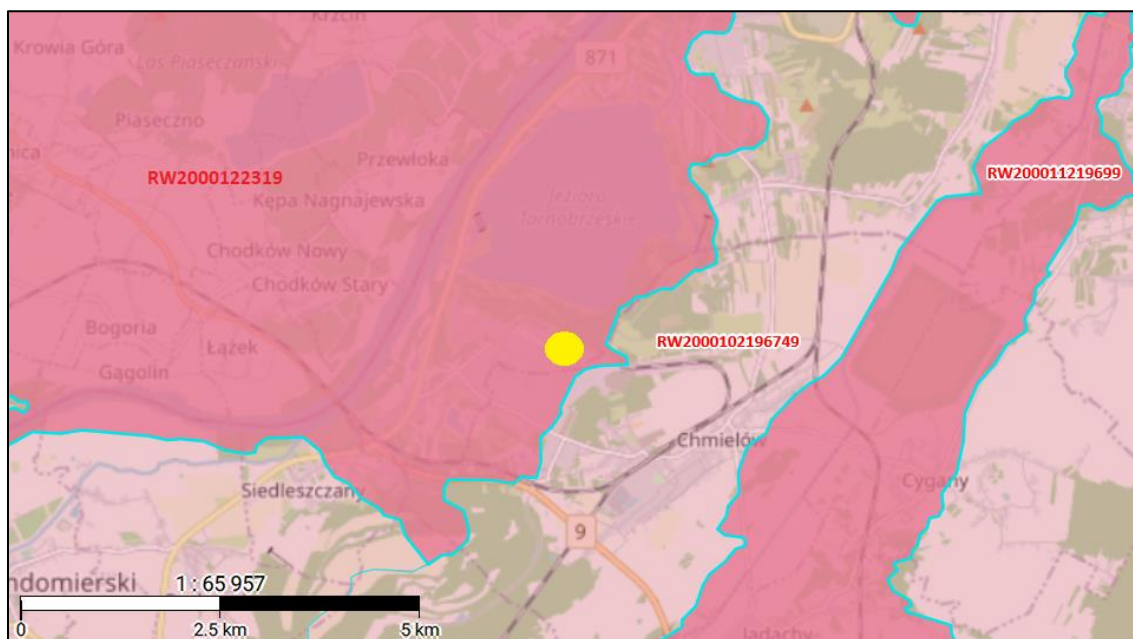 Krzcin
Krowia Góra
Las Piaseczański
871
Piaseczno
nica
Przewłoka
RW2000122319
RW200011219699
Kępa Nagnajewska
Jezioro
Tarnobrzeskie
Chodków Nowy
Chodków Stary
Bogoria
Łążek
RW2000102196749
Gągolin
Chmielów
Siedleszczany
Cygany
9
ndomierski
1 : 65 957
0
2.5 km
5 km
Jadachy